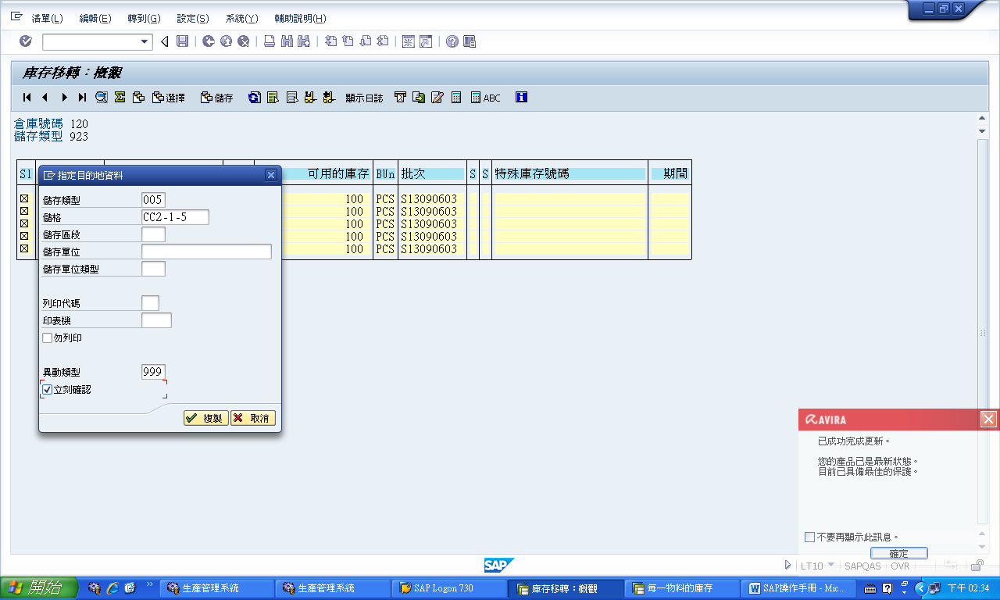 清單(L) 編輯(E) 轉到(G) 設定(S) 系統(Y) 輔助說明(H)
庫存移轉：概觀
選擇 儲存 顯示日誌 ABC
倉庫號碼 120
儲存類型 923
Sl 可用的庫存 BUn 批次 S S 特殊庫存號碼 期間
100 PCS S13090603
100 PCS S13090603
100 PCS S13090603
100 PCS S13090603
100 PCS S13090603
指定目的地資料
儲存類型 005
儲格 CC2-1-5
儲存區段
儲存單位
儲存單位類型
列印代碼
印表機
勿列印
異動類型 999
立刻確認
複製 取消
AVIRA
已成功完成更新。
您的產品已是最新狀態。
目前已具備最佳的保護。
不要再顯示此訊息。
確定
SAP
LT10 SAPQAS OVR
開始 生產管理系統 生產管理系統 SAP Logon 730 庫存移轉：概觀 每一物料的庫存 SAP操作手冊 - Mic... 下午 02:34